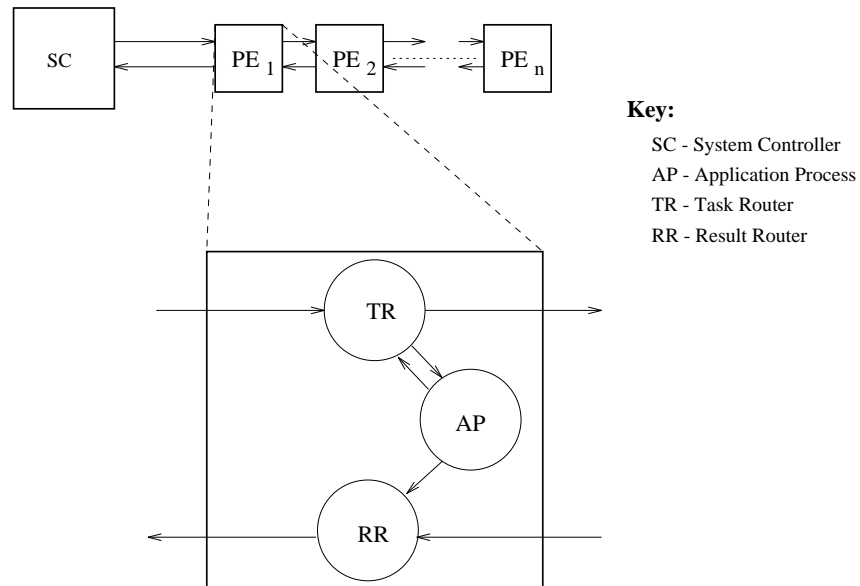 SC
PE 1
PE 2
PE n
Key:
SC - System Controller
AP - Application Process
TR - Task Router
RR - Result Router
TR
AP
RR